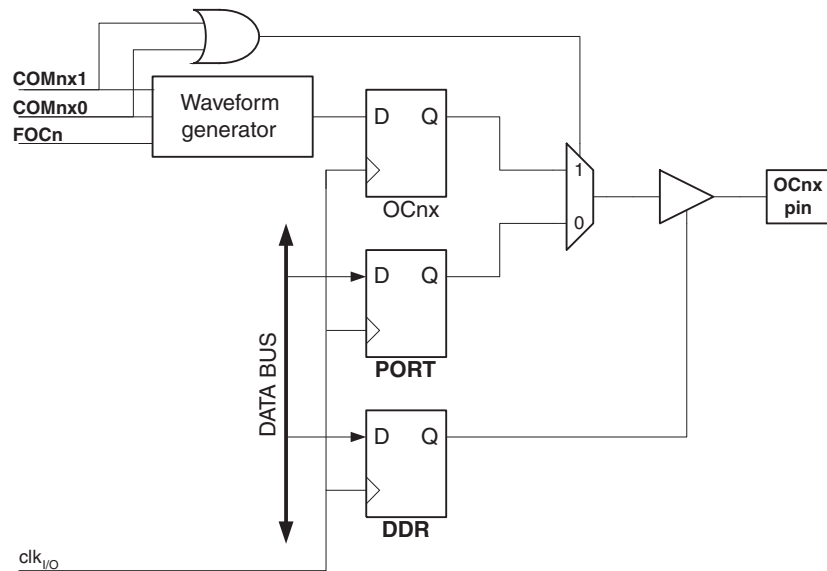 COMnx1
COMnx0
FOCn
Waveform
generator
D Q
OCnx
1
0
OCnx
pin
D Q
PORT
DATA BUS
D Q
DDR
clkI/O